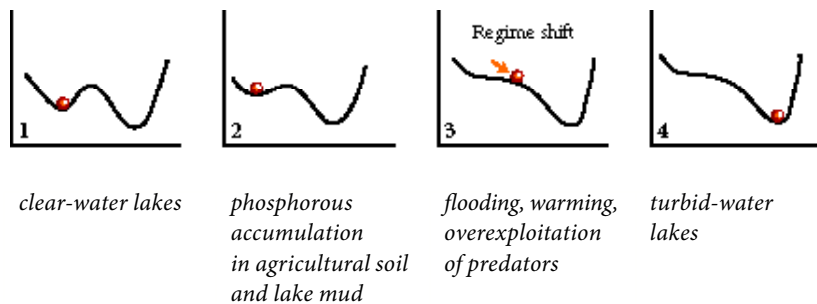 Regime shift
1
2
3
4
clear-water lakes
phosphorous
accumulation
in agricultural soil
and lake mud
flooding, warming,
overexploitation
of predators
turbid-water
lakes